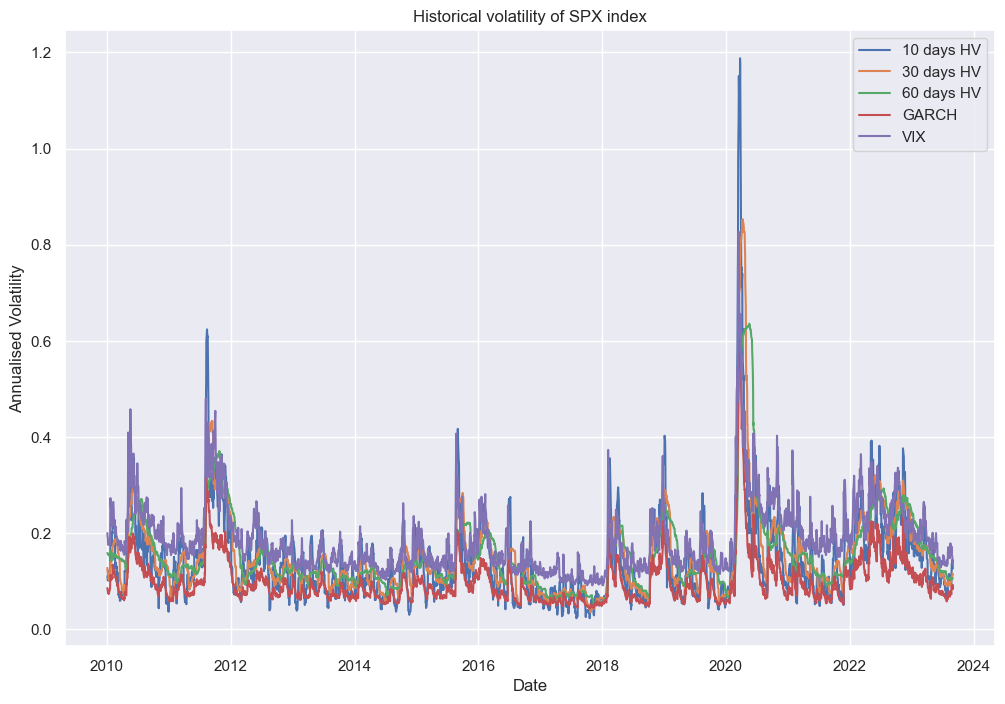 Historical volatility of SPX index
10 days HV
30 days HV
60 days HV
GARCH
VIX
Annualised Volatility
1.2
1.0
0.8
0.6
0.4
0.2
0.0
2010 2012 2014 2016 2018 2020 2022 2024
Date